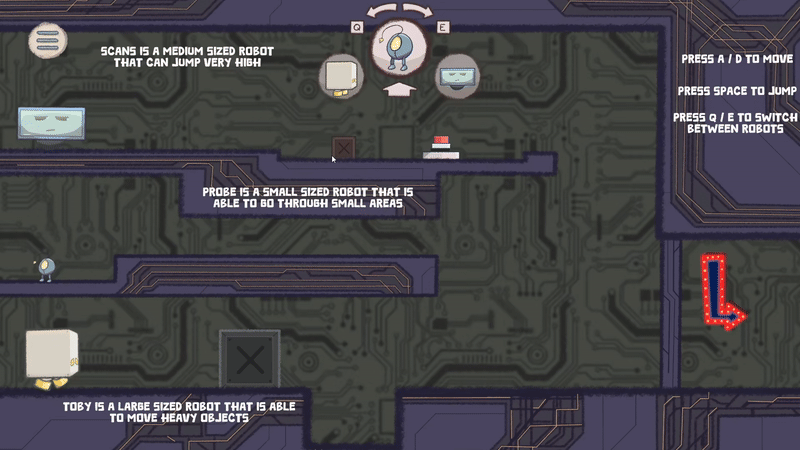 Q
E
SCANS IS A MEDIUM SIZED ROBOT
THAT CAN JUMP VERY HIGH
PRESS A / D TO MOVE
PRESS SPACE TO JUMP
PRESS Q / E TO SWITCH
BETWEEN ROBOTS
PROBE IS A SMALL SIZED ROBOT THAT IS
ABLE TO GO THROUGH SMALL AREAS
TOBY IS A LARGE SIZED ROBOT THAT IS ABLE
TO MOVE HEAVY OBJECTS